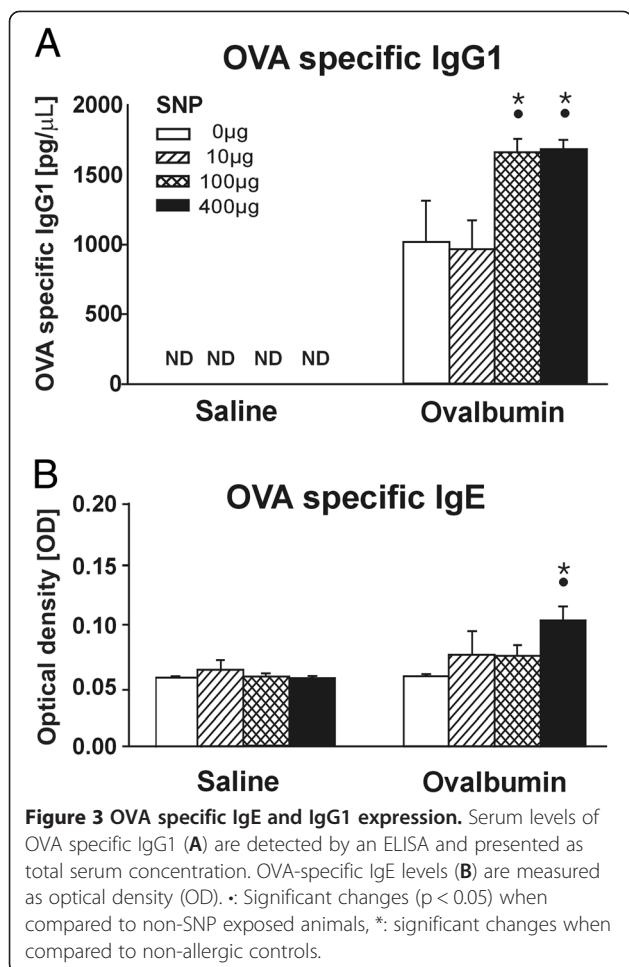 A
OVA specific IgG1
OVA specific IgG1 [pg/µL]
2000
1500
1000
500
0
SNP
0µg
10µg
100µg
400µg
* *
• •
ND ND ND ND
Saline Ovalbumin
B
OVA specific IgE
Optical density [OD]
0.20
0.15
0.10
0.05
0.00
*
•
Saline Ovalbumin
Figure 3 OVA specific IgE and IgG1 expression. Serum levels of
OVA specific IgG1 (A) are detected by an ELISA and presented as
total serum concentration. OVA-specific IgE levels (B) are measured
as optical density (OD). •: Significant changes (p < 0.05) when
compared to non-SNP exposed animals, *: significant changes when
compared to non-allergic controls.